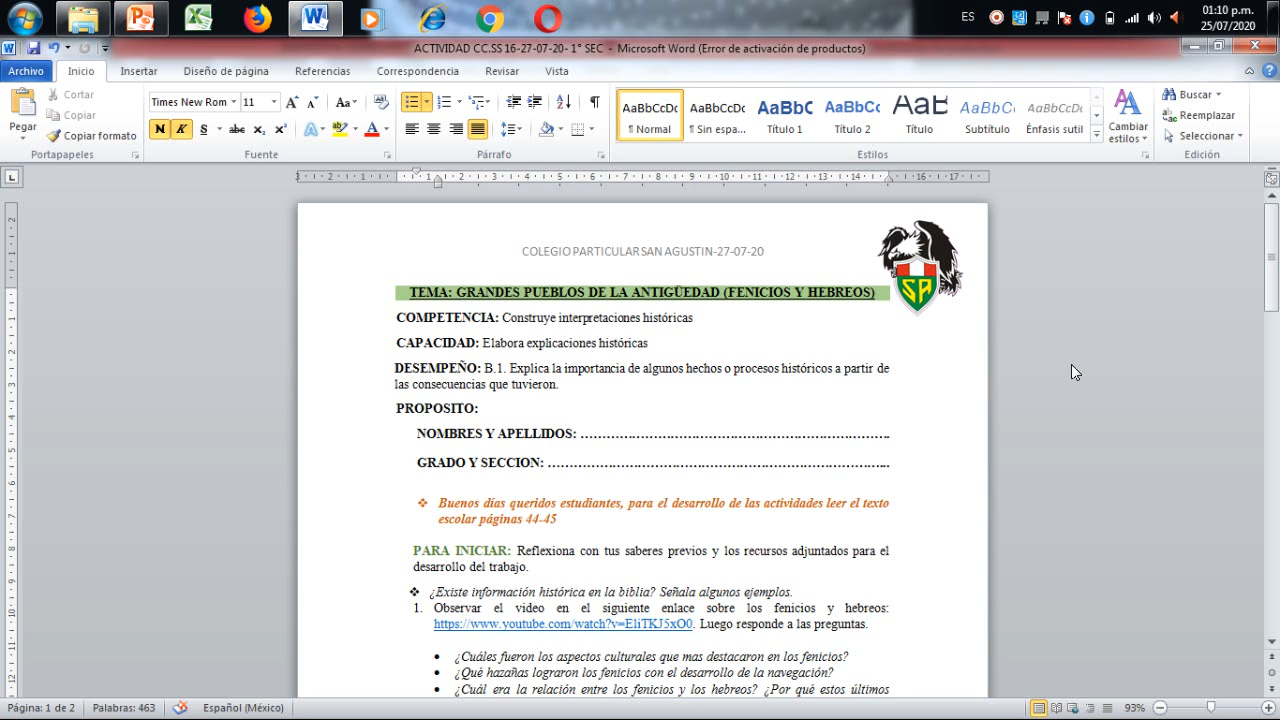 ES
01:10 p.m.
25/07/2020
ACTIVIDAD CC.SS 16-27-07-20- 1° SEC - Microsoft Word (Error de activación de productos)
Archivo Inicio Insertar Diseño de página Referencias Correspondencia Revisar Vista
Pegar
Cortar
Copiar
Copiar formato
Portapapeles
Times New Rom 11
Fuente
Párrafo
AaBbCcDc AaBbCcDc AaBbC AaBbCc AaB AaBbCc AaBbCcDc
¶ Normal ¶ Sin espa... Título 1 Título 2 Título Subtítulo Énfasis sutil
Estilos
Cambiar
estilos
Buscar
Reemplazar
Seleccionar
Edición
COLEGIO PARTICULAR SAN AGUSTIN-27-07-20
SA
TEMA: GRANDES PUEBLOS DE LA ANTIGÜEDAD (FENICIOS Y HEBREOS)
COMPETENCIA: Construye interpretaciones históricas
CAPACIDAD: Elabora explicaciones históricas
DESEMPEÑO: B.1. Explica la importancia de algunos hechos o procesos históricos a partir de
las consecuencias que tuvieron.
PROPOSITO:
NOMBRES Y APELLIDOS: ……………………………………………………………….
GRADO Y SECCION: ……………………………………………………………………...
❖ Buenos días queridos estudiantes, para el desarrollo de las actividades leer el texto
escolar páginas 44-45
PARA INICIAR: Reflexiona con tus saberes previos y los recursos adjuntados para el
desarrollo del trabajo.
❖ ¿Existe información histórica en la biblia? Señala algunos ejemplos.
1. Observar el video en el siguiente enlace sobre los fenicios y hebreos:
https://www.youtube.com/watch?v=EliTKJ5xO0. Luego responde a las preguntas.
• ¿Cuáles fueron los aspectos culturales que mas destacaron en los fenicios?
• ¿Qué hazañas lograron los fenicios con el desarrollo de la navegación?
• ¿Cuál era la relación entre los fenicios y los hebreos? ¿Por qué estos últimos
Página: 1 de 2 Palabras: 463 Español (México) 93%